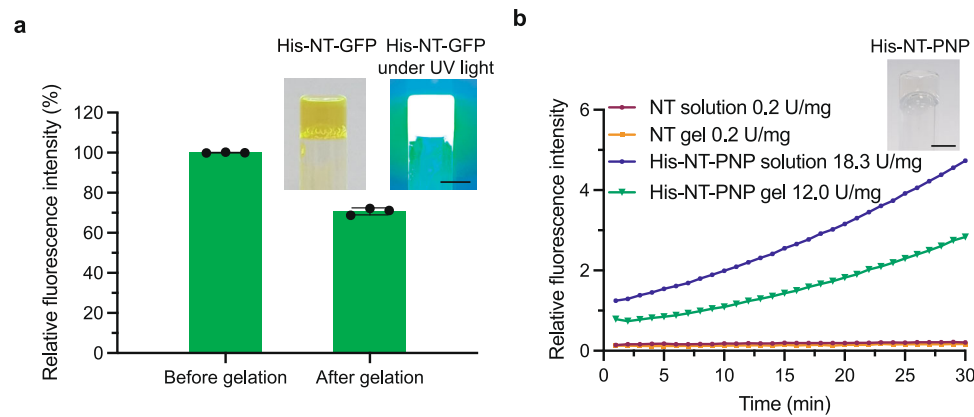 a
His-NT-GFP
His-NT-GFP
under UV light
Relative fluorescence intensity (%)
120
100
80
60
40
20
0
Before gelation
After gelation
b
His-NT-PNP
NT solution 0.2 U/mg
NT gel 0.2 U/mg
His-NT-PNP solution 18.3 U/mg
His-NT-PNP gel 12.0 U/mg
Relative fluorescence intensity
6
4
2
0
0
5
10
15
20
25
30
Time (min)